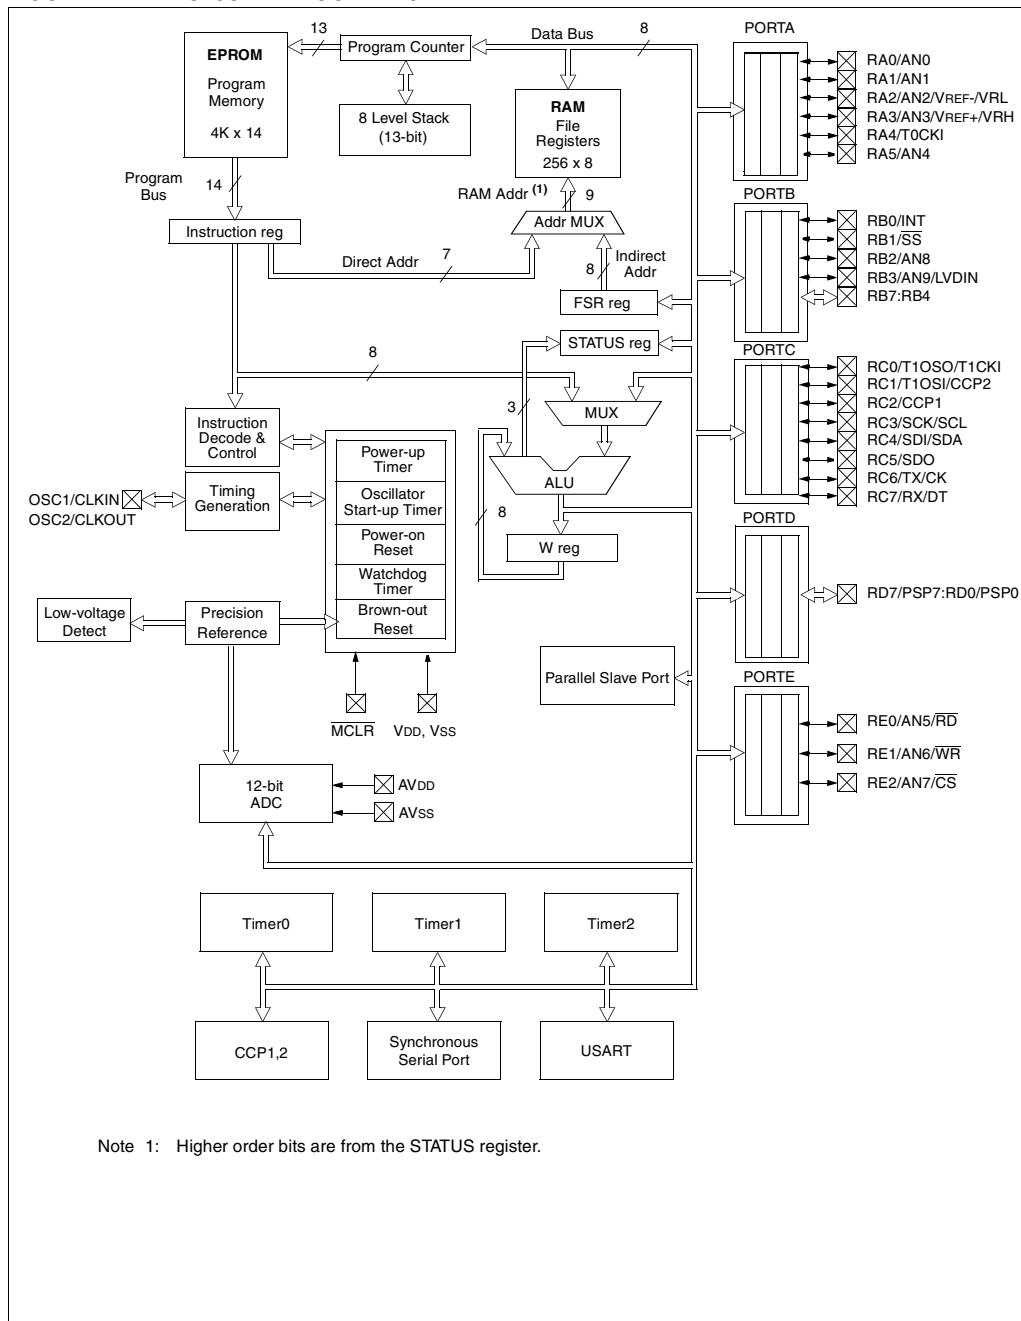 13
Program Counter
Data Bus
8
EPROM
Program
Memory
4K x 14
8 Level Stack
(13-bit)
RAM
File
Registers
256 x 8
Program
Bus
14
RAM Addr (1)
9
Addr MUX
Instruction reg
Direct Addr
7
8
Indirect
Addr
FSR reg
STATUS reg
8
3
MUX
ALU
8
W reg
Instruction
Decode &
Control
Timing
Generation
OSC1/CLKIN
OSC2/CLKOUT
Power-up
Timer
Oscillator
Start-up Timer
Power-on
Reset
Watchdog
Timer
Brown-out
Reset
Low-voltage
Detect
Precision
Reference
MCLR
VDD, VSS
Parallel Slave Port
12-bit
ADC
AVDD
AVSS
Timer0
Timer1
Timer2
CCP1,2
Synchronous
Serial Port
USART
PORTA
RA0/AN0
RA1/AN1
RA2/AN2/VREF-/VRL
RA3/AN3/VREF+/VRH
RA4/T0CKI
RA5/AN4
PORTB
RB0/INT
RB1/SS
RB2/AN8
RB3/AN9/LVDIN
RB7:RB4
PORTC
RC0/T1OSO/T1CKI
RC1/T1OSI/CCP2
RC2/CCP1
RC3/SCK/SCL
RC4/SDI/SDA
RC5/SDO
RC6/TX/CK
RC7/RX/DT
PORTD
RD7/PSP7:RD0/PSP0
PORTE
RE0/AN5/RD
RE1/AN6/WR
RE2/AN7/CS
Note 1: Higher order bits are from the STATUS register.